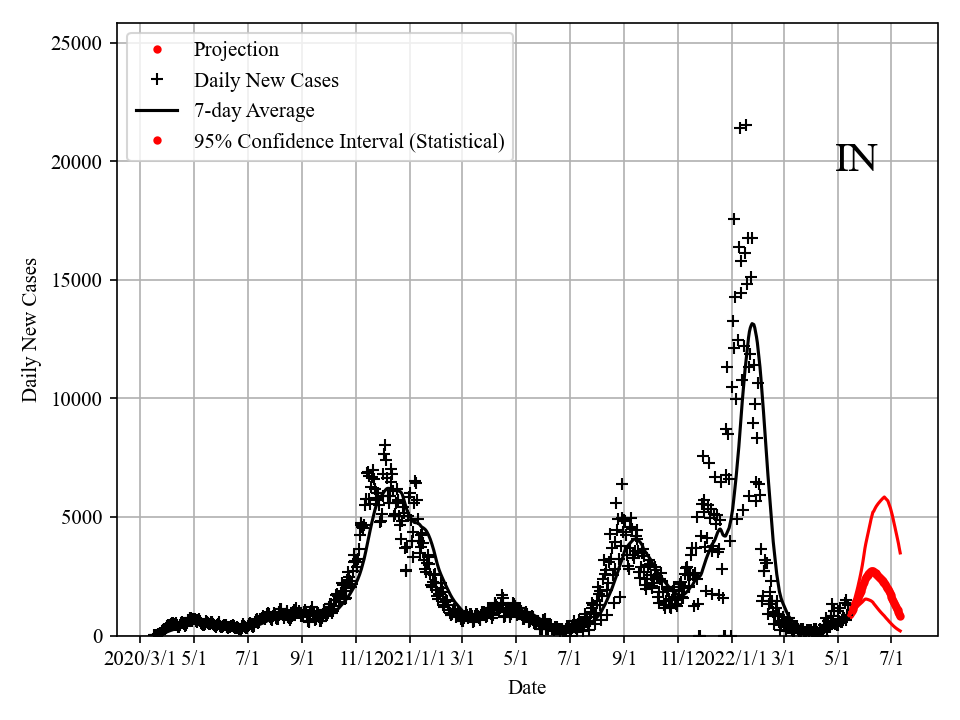 25000
20000
15000
10000
5000
0
Daily New Cases
Projection
Daily New Cases
7-day Average
95% Confidence Interval (Statistical)
IN
2020/3/1 5/1 7/1 9/1 11/1 2021/1/1 3/1 5/1 7/1 9/1 11/1 2022/1/1 3/1 5/1 7/1
Date